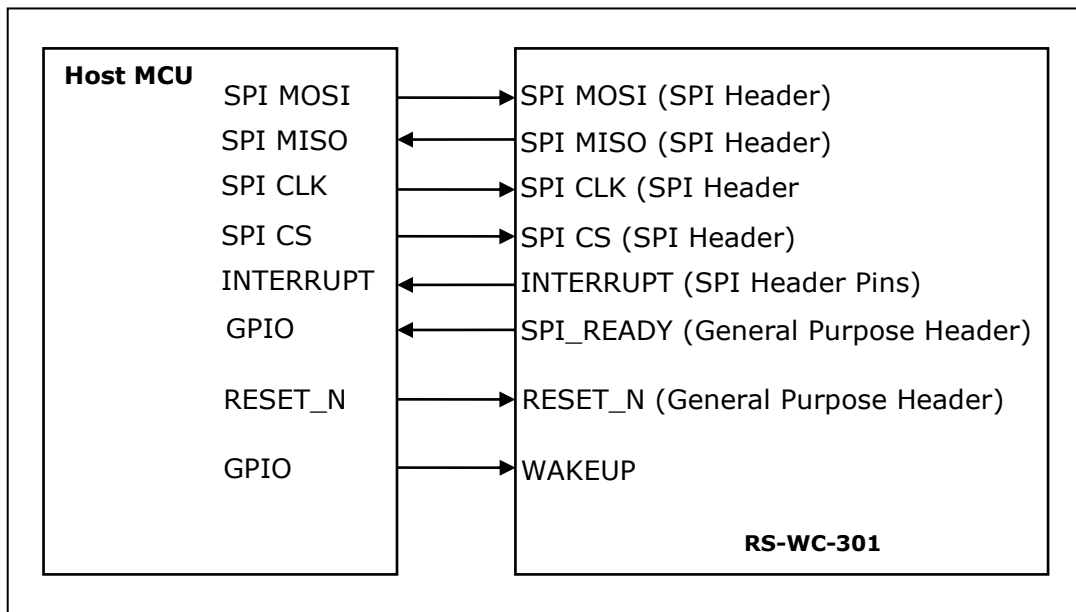 Host MCU
SPI MOSI SPI MOSI (SPI Header)
SPI MISO SPI MISO (SPI Header)
SPI CLK SPI CLK (SPI Header
SPI CS SPI CS (SPI Header)
INTERRUPT INTERRUPT (SPI Header Pins)
GPIO SPI_READY (General Purpose Header)
RESET_N RESET_N (General Purpose Header)
GPIO WAKEUP
RS-WC-301